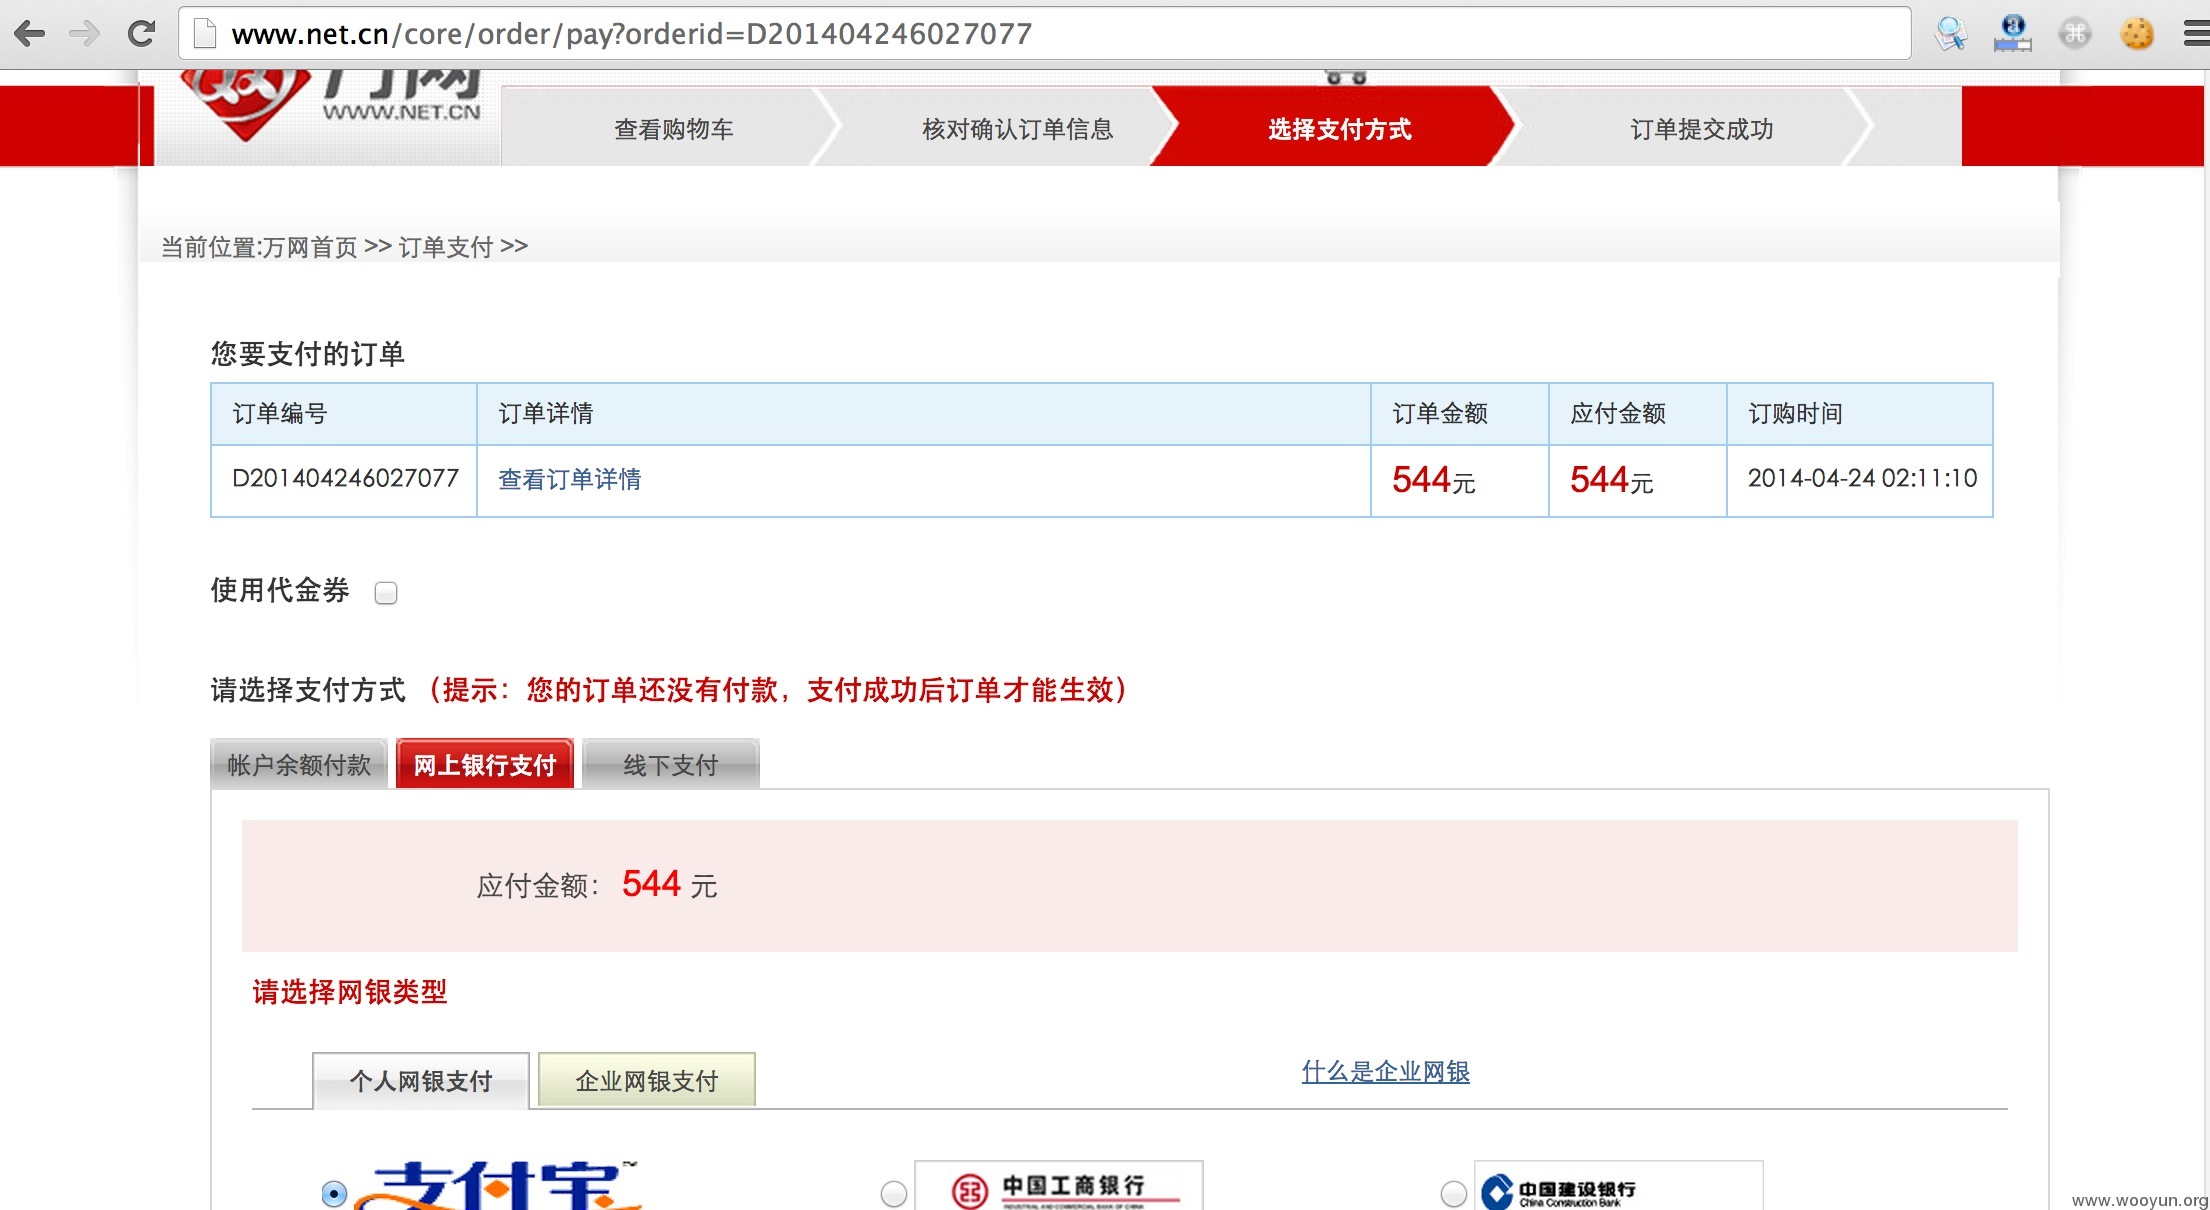 www.net.cn/core/order/pay?orderid=D201404246027077
万网
WWW.NET.CN
查看购物车
核对确认订单信息
选择支付方式
订单提交成功
当前位置:万网首页 >> 订单支付 >>
您要支付的订单
订单编号 订单详情 订单金额 应付金额 订购时间
D201404246027077 查看订单详情 544元 544元 2014-04-24 02:11:10
使用代金券
请选择支付方式 （提示：您的订单还没有付款，支付成功后订单才能生效）
帐户余额付款 网上银行支付 线下支付
应付金额： 544 元
请选择网银类型
个人网银支付 企业网银支付 什么是企业网银
支付宝 中国工商银行 中国建设银行
INDUSTRIAL AND COMMERCIAL BANK OF CHINA China Construction Bank
www.wooyun.org